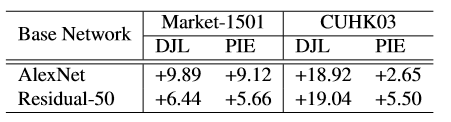 Base Network Market-1501 CUHK03
DJL PIE DJL PIE
AlexNet +9.89 +9.12 +18.92 +2.65
Residual-50 +6.44 +5.66 +19.04 +5.50